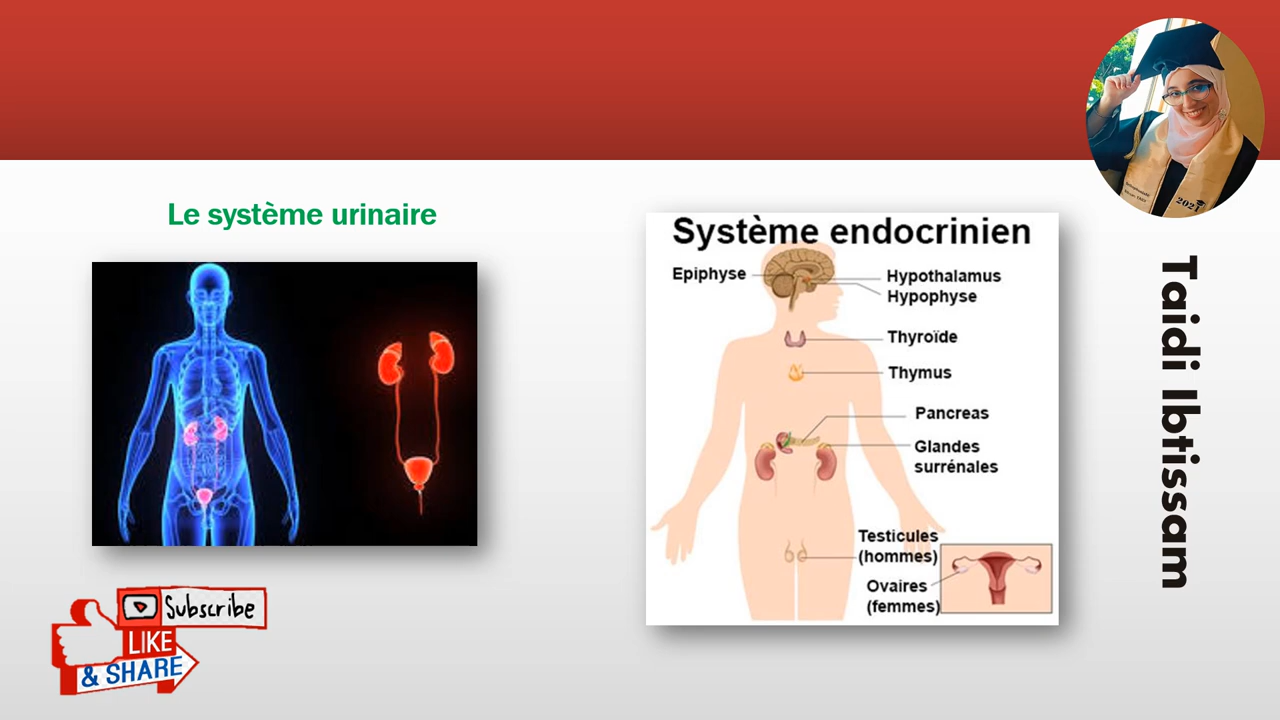 Le système urinaire
Système endocrinien
Epiphyse
Hypothalamus
Hypophyse
Thyroïde
Thymus
Pancreas
Glandes
surrénales
Testicules
(hommes)
Ovaires
(femmes)
Taidi Ibtissam
Subscribe
LIKE
& SHARE
2021